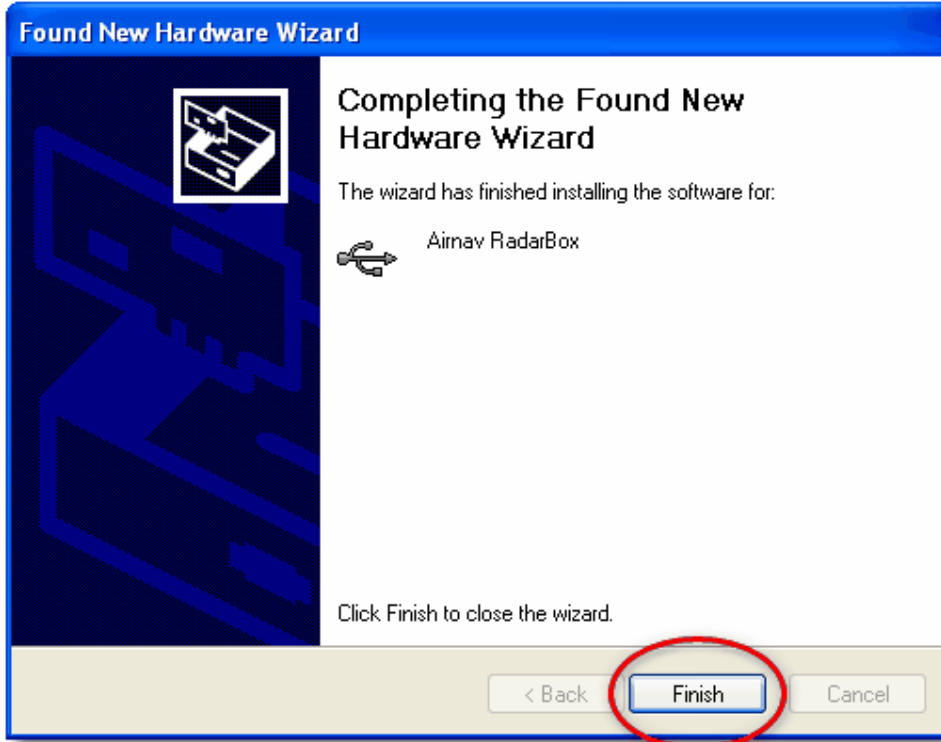 Found New Hardware Wizard
Completing the Found New
Hardware Wizard
The wizard has finished installing the software for:
Airnav RadarBox
Click Finish to close the wizard.
< Back
Finish
Cancel